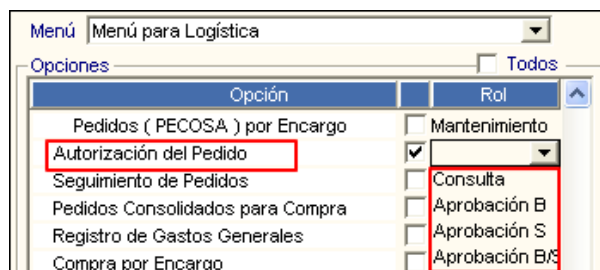 Menú Menú para Logística
Opciones Todos
Opción Rol
Pedidos ( PECOSA ) por Encargo Mantenimiento
Autorización del Pedido
Seguimiento de Pedidos Consulta
Pedidos Consolidados para Compra Aprobación B
Registro de Gastos Generales Aprobación S
Compra por Encargo Aprobación B/S